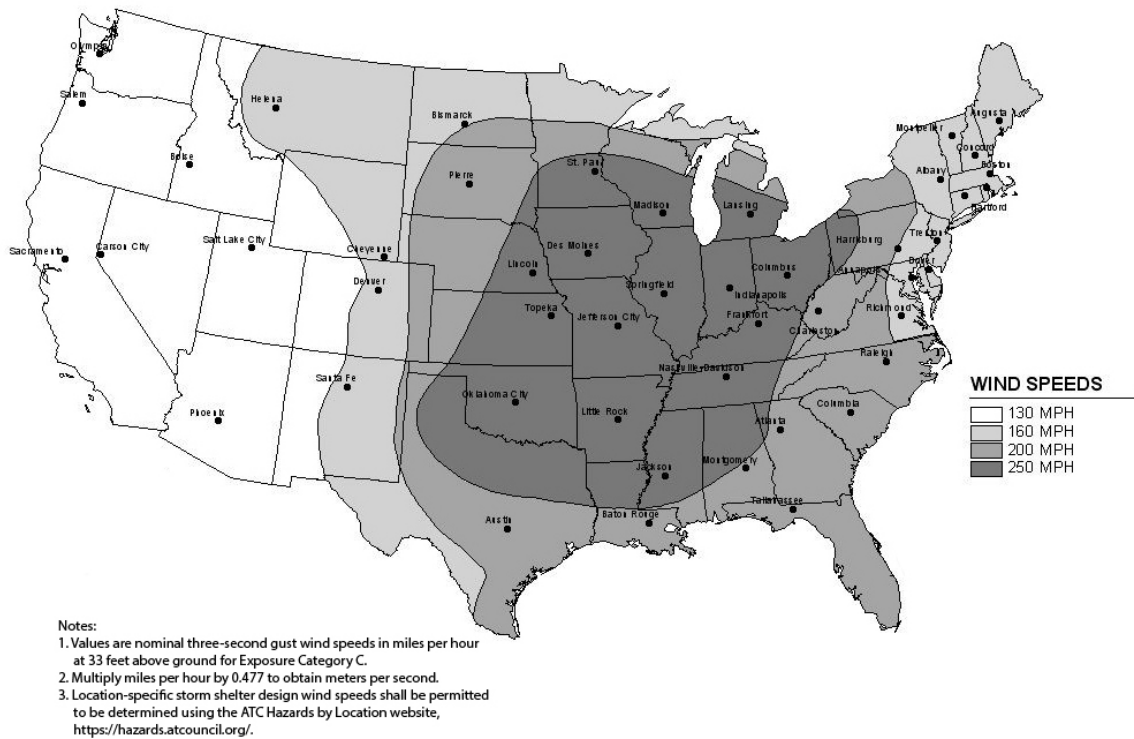 Olympia
Salem
Helena
Bismarck
Augusta
Montpelier
Concord
Boise
St. Paul
Boston
Pierre
Albany
Madison
Lansing
Hartford
Sacramento
Carson City
Salt Lake City
Cheyenne
Des Moines
Trenton
Harrisburg
Lincoln
Columbus
Dover
Annapolis
Denver
Springfield
Indianapolis
Topeka
Jefferson City
Frankfort
Richmond
Charleston
Raleigh
Santa Fe
Nashville-Davidson
Phoenix
Oklahoma City
Little Rock
Columbia
Atlanta
Jackson
Montgomery
Austin
Baton Rouge
Tallahassee
WIND SPEEDS
130 MPH
160 MPH
200 MPH
250 MPH
Notes:
1. Values are nominal three-second gust wind speeds in miles per hour
at 33 feet above ground for Exposure Category C.
2. Multiply miles per hour by 0.477 to obtain meters per second.
3. Location-specific storm shelter design wind speeds shall be permitted
to be determined using the ATC Hazards by Location website,
https://hazards.atcouncil.org/.